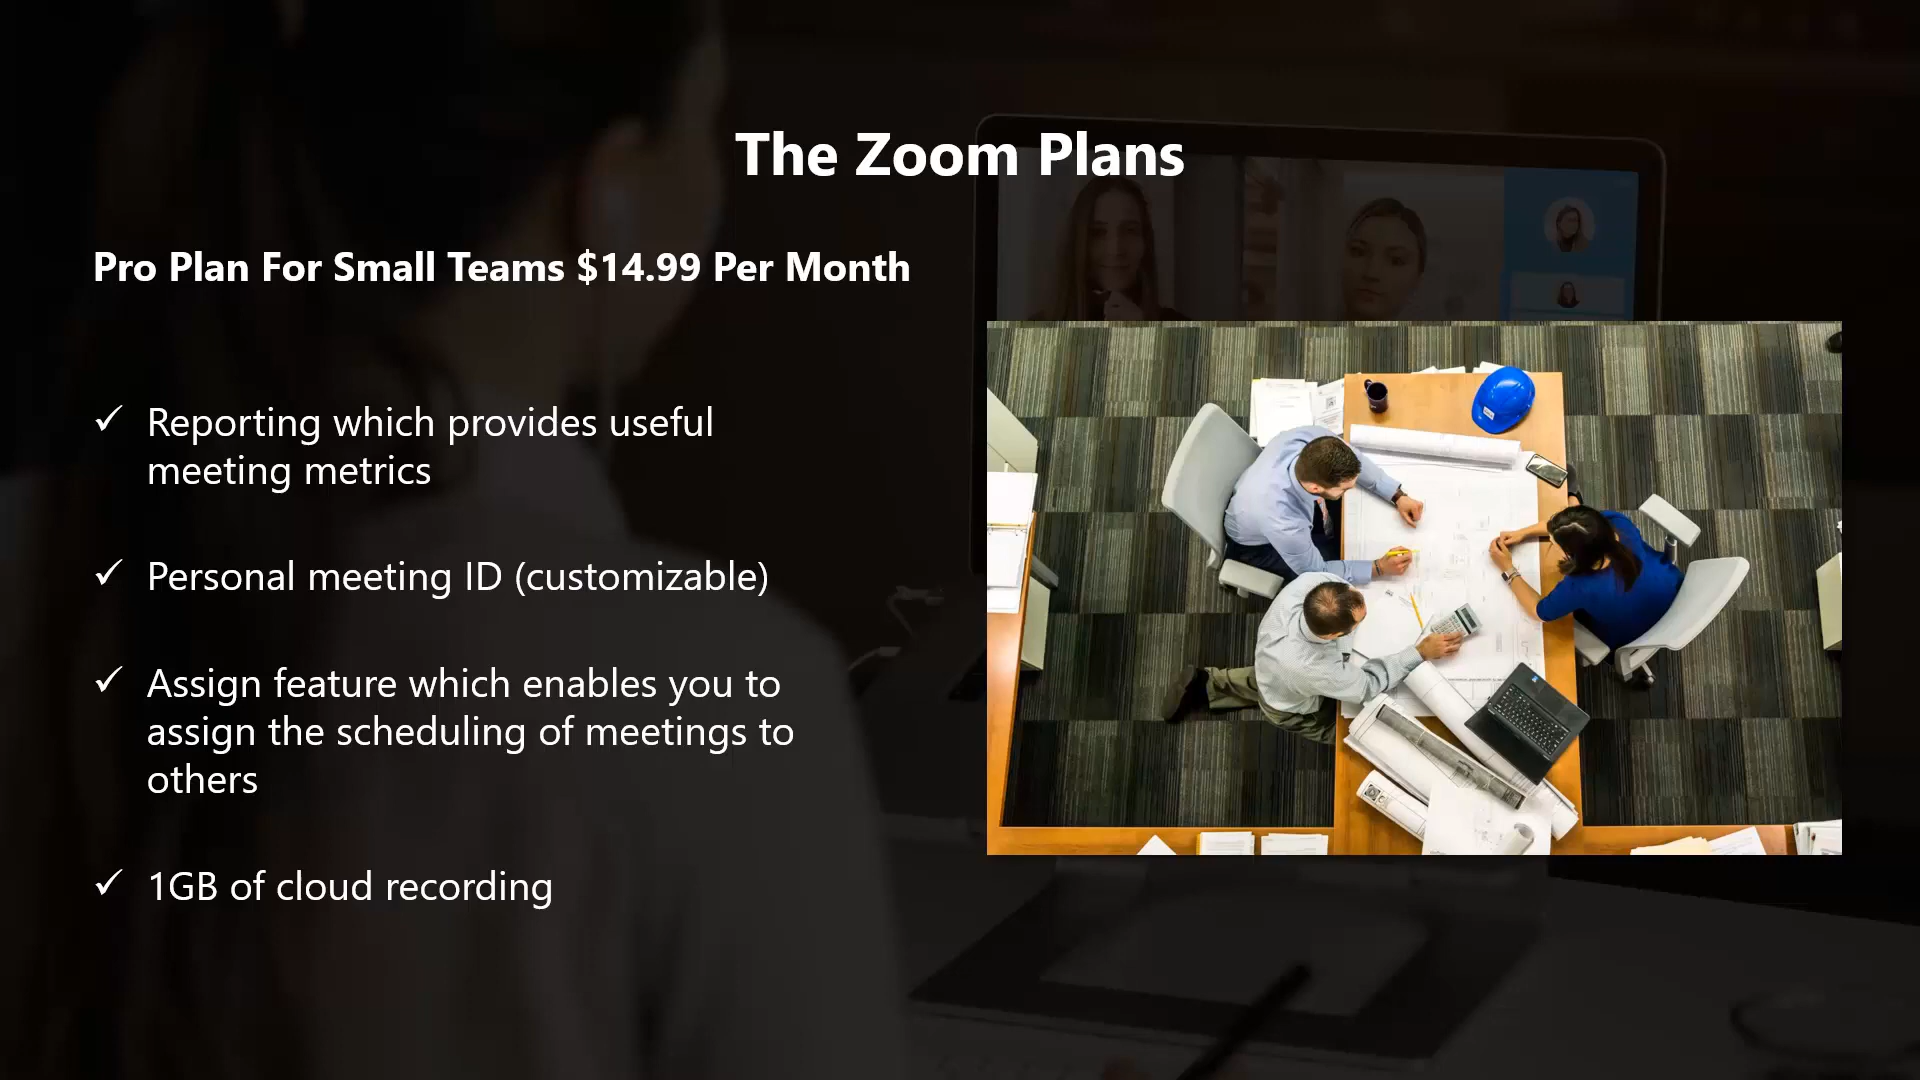 The Zoom Plans
Pro Plan For Small Teams $14.99 Per Month
✓ Reporting which provides useful
meeting metrics
✓ Personal meeting ID (customizable)
✓ Assign feature which enables you to
assign the scheduling of meetings to
others
✓ 1GB of cloud recording